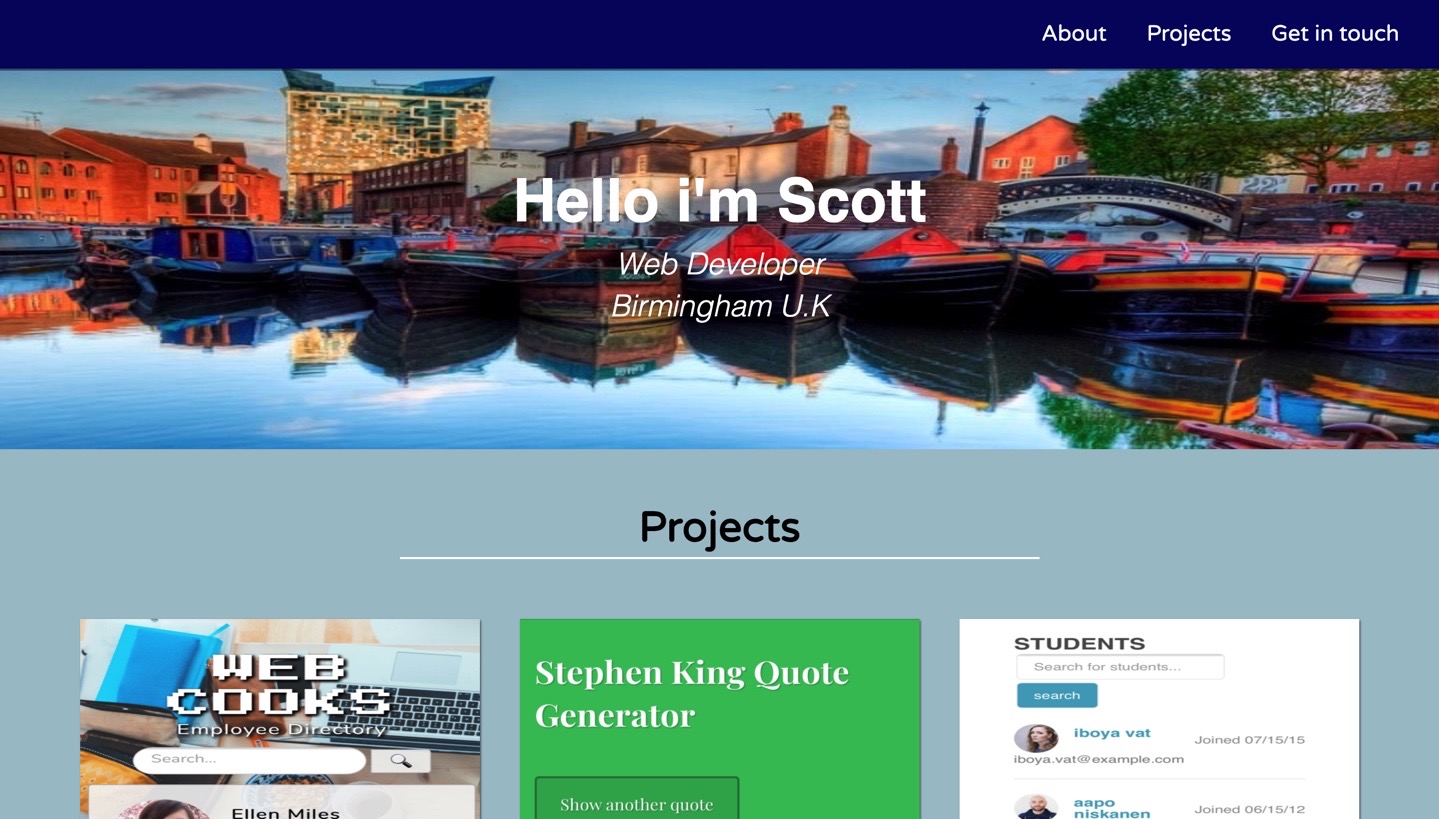 About Projects Get in touch
Hello i'm Scott
Web Developer
Birmingham U.K
Projects
WEB
COOKS
Employee Directory
Search...
Ellen Miles
Stephen King Quote
Generator
Show another quote
STUDENTS
Search for students...
search
iboya vat
Joined 07/15/15
iboya.vat@example.com
aapo
niskanen
Joined 06/15/12